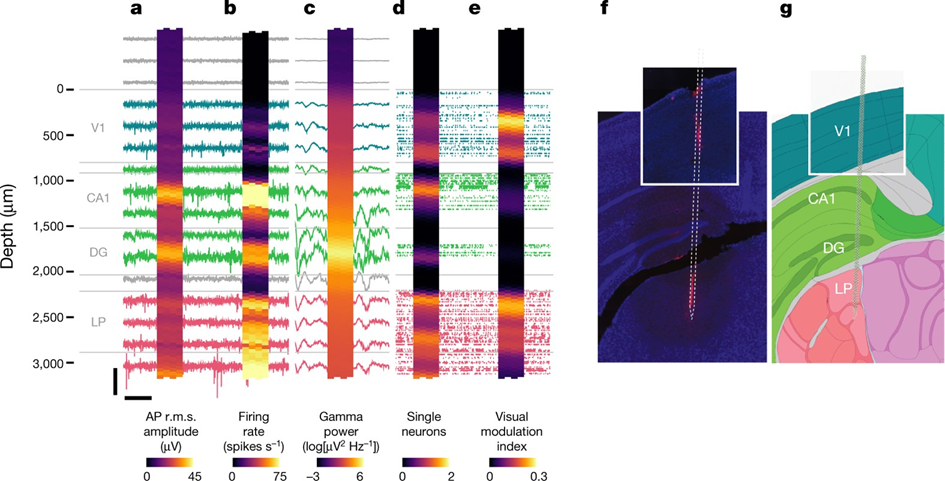 a
b
c
d
e
f
g
Depth (μm)
0
500
1,000
1,500
2,000
2,500
3,000
V1
CA1
DG
LP
AP r.m.s.
amplitude
(μV)
0 45
Firing
rate
(spikes s⁻¹)
0 75
Gamma
power
(log[μV² Hz⁻¹])
−3 6
Single
neurons
0 2
Visual
modulation
index
0 0.3
V1
CA1
DG
LP